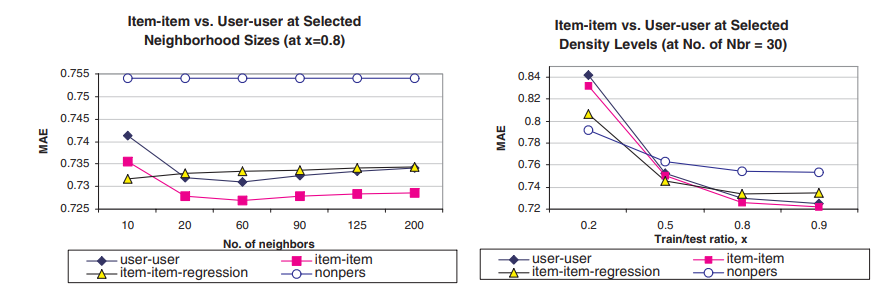 Item-item vs. User-user at Selected
Neighborhood Sizes (at x=0.8)
0.755
0.75
0.745
0.74
0.735
0.73
0.725
MAE
10 20 60 90 125 200
No. of neighbors
user-user item-item
item-item-regression nonpers
Item-item vs. User-user at Selected
Density Levels (at No. of Nbr = 30)
0.84
0.82
0.8
0.78
0.76
0.74
0.72
MAE
0.2 0.5 0.8 0.9
Train/test ratio, x
user-user item-item
item-item-regression nonpers